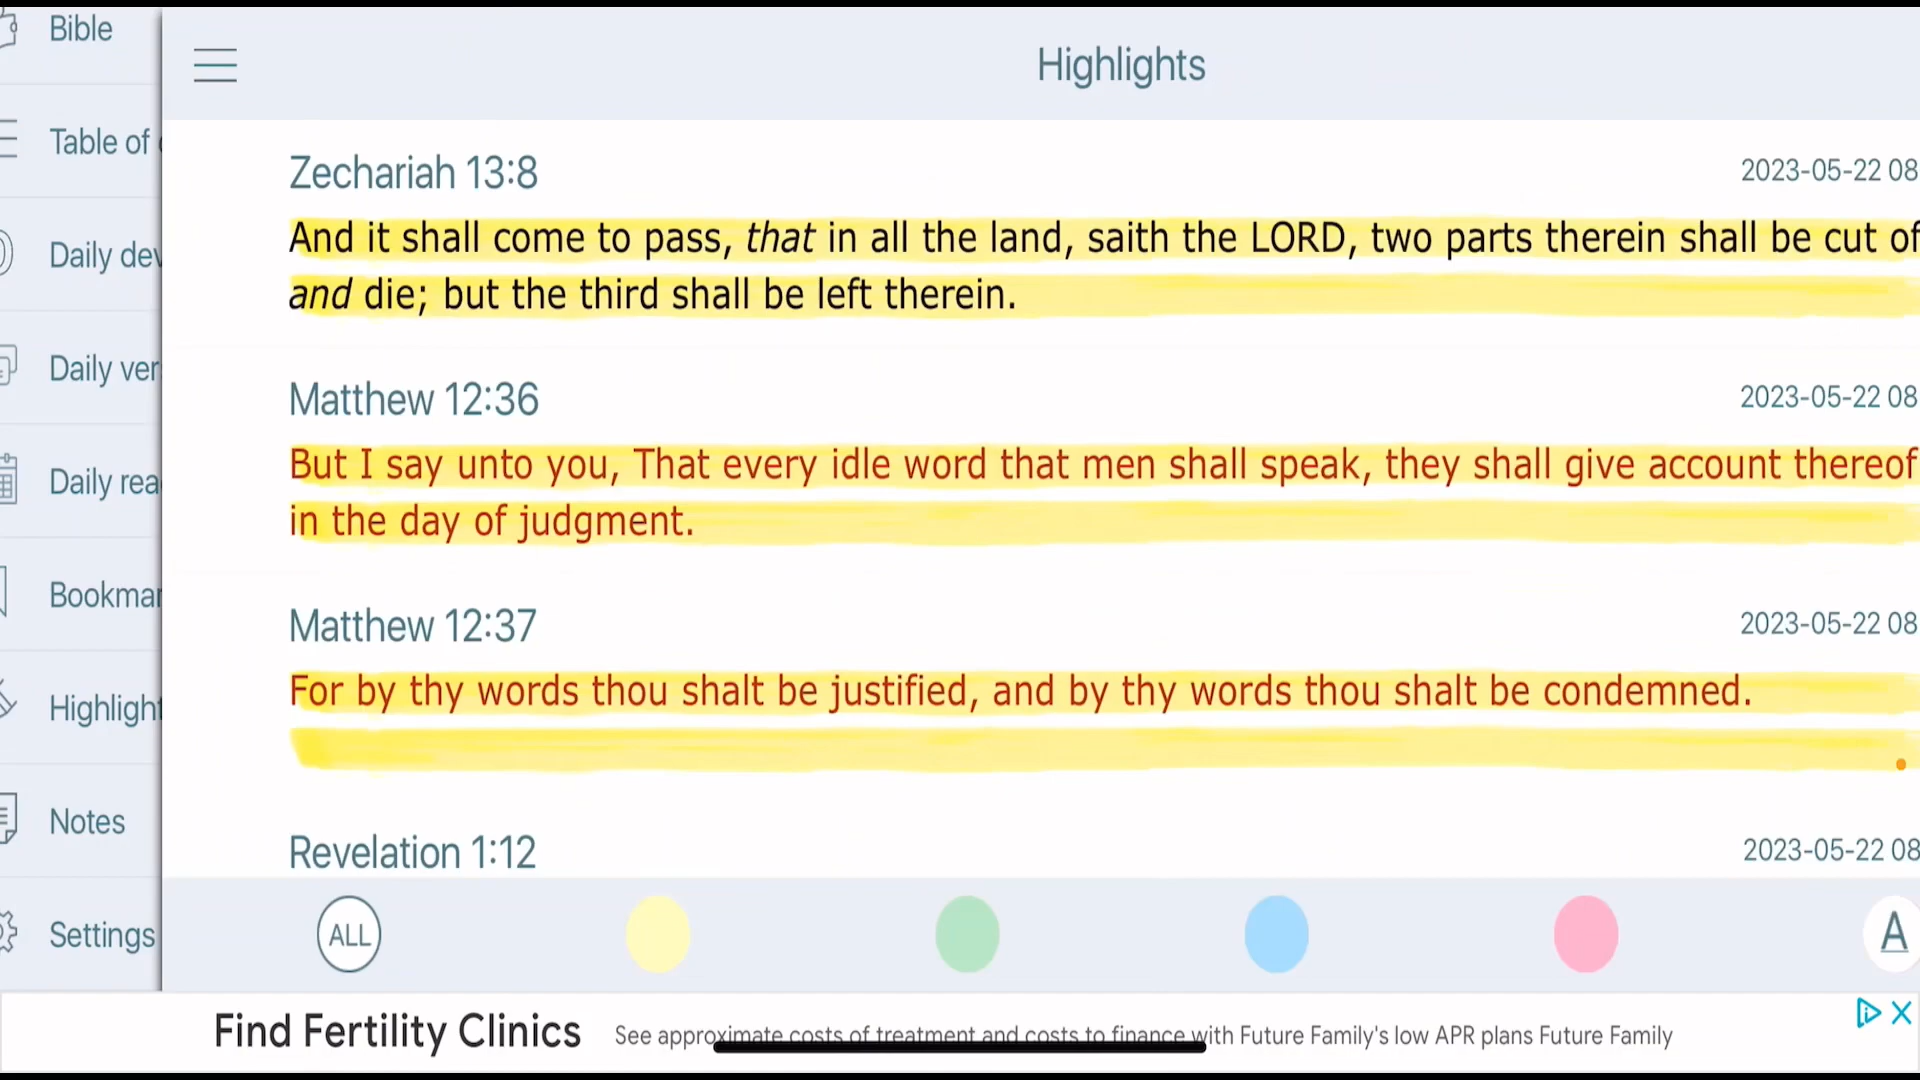 Bible
Table of
Daily dev
Daily ver
Daily rea
Bookmar
Highlight
Notes
Settings
Highlights
Zechariah 13:8
2023-05-22 08
And it shall come to pass, that in all the land, saith the LORD, two parts therein shall be cut of
and die; but the third shall be left therein.
Matthew 12:36
2023-05-22 08
But I say unto you, That every idle word that men shall speak, they shall give account thereof
in the day of judgment.
Matthew 12:37
2023-05-22 08
For by thy words thou shalt be justified, and by thy words thou shalt be condemned.
Revelation 1:12
2023-05-22 08
ALL
A
Find Fertility Clinics
See approximate costs of treatment and costs to finance with Future Family's low APR plans Future Family